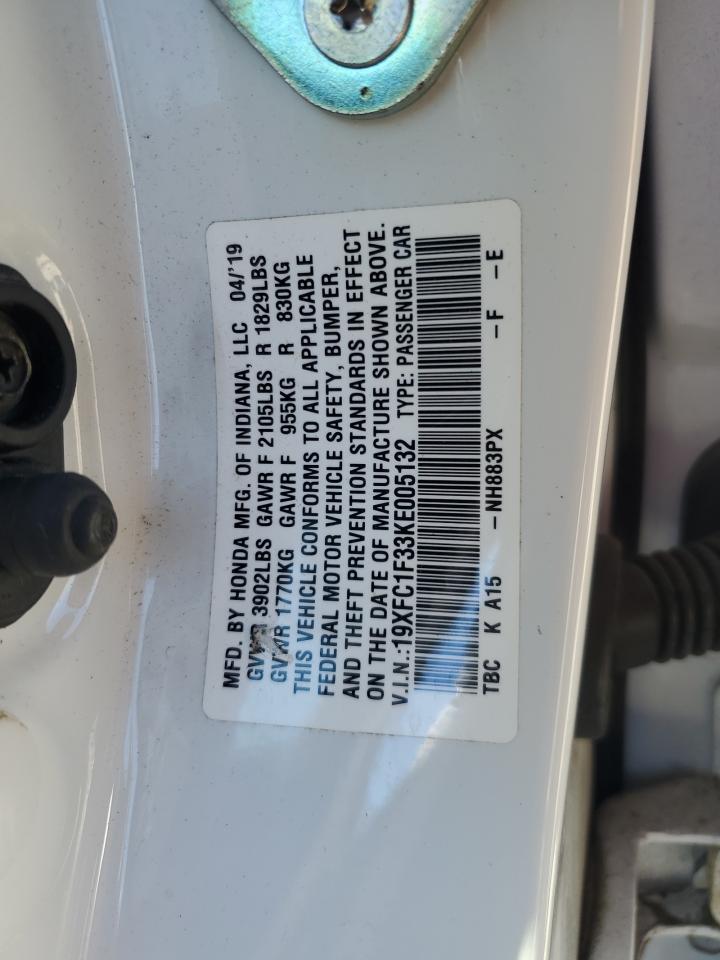 MFD. BY HONDA MFG. OF INDIANA, LLC 04/'19
GVWR 3902LBS GAWR F 2105LBS R 1829LBS
GVWR 1770KG GAWR F 955KG R 830KG
THIS VEHICLE CONFORMS TO ALL APPLICABLE
FEDERAL MOTOR VEHICLE SAFETY, BUMPER,
AND THEFT PREVENTION STANDARDS IN EFFECT
ON THE DATE OF MANUFACTURE SHOWN ABOVE.
V.I.N.:19XFC1F33KE005132 TYPE: PASSENGER CAR
TBC K A15 -NH883PX -F -E